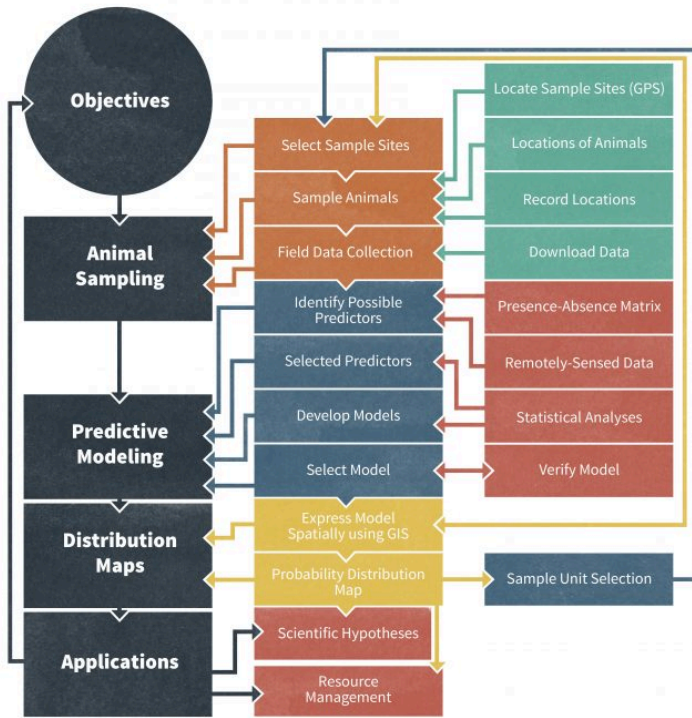 Objectives
Animal
Sampling
Predictive
Modeling
Distribution
Maps
Applications
Select Sample Sites
Sample Animals
Field Data Collection
Identify Possible
Predictors
Selected Predictors
Develop Models
Select Model
Express Model
Spatially using GIS
Probability Distribution
Map
Scientific Hypotheses
Resource
Management
Locate Sample Sites (GPS)
Locations of Animals
Record Locations
Download Data
Presence-Absence Matrix
Remotely-Sensed Data
Statistical Analyses
Verify Model
Sample Unit Selection